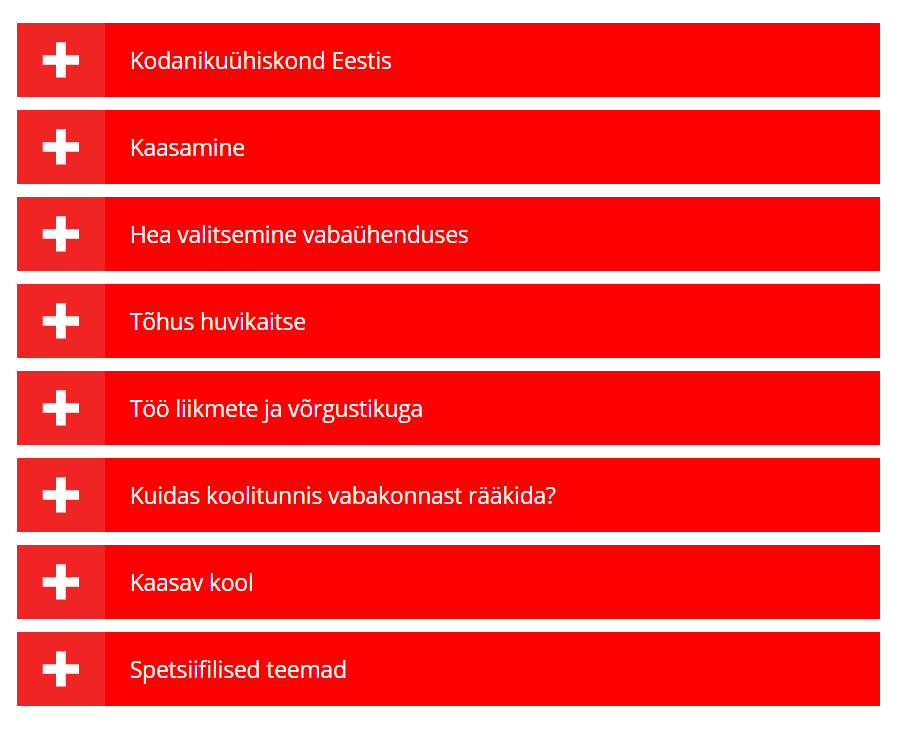 Kodanikuühiskond Eestis
Kaasamine
Hea valitsemine vabaühenduses
Tõhus huvikaitse
Töö liikmete ja võrgustikuga
Kuidas koolitunnis vabakonnast rääkida?
Kaasav kool
Spetsiifilised teemad